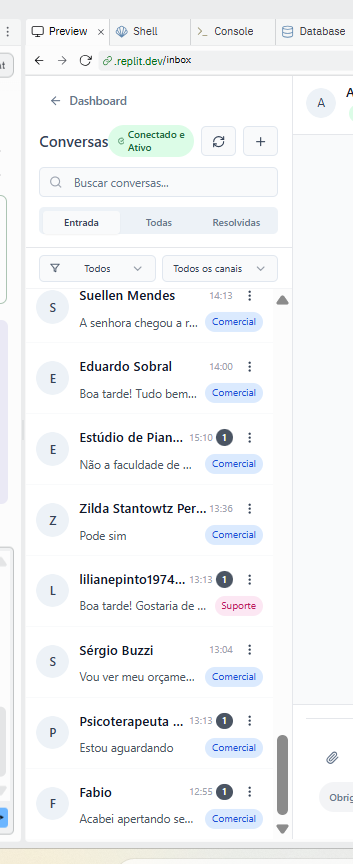 Preview
Shell
Console
Database
.replit.dev/inbox
Dashboard
Conversas
Conectado e
Ativo
Buscar conversas...
Entrada
Todas
Resolvidas
Todos
Todos os canais
S
Suellen Mendes
14:13
A senhora chegou a r...
Comercial
E
Eduardo Sobral
14:00
Boa tarde! Tudo bem...
Comercial
E
Estúdio de Pian...
15:10
1
Não a faculdade de ...
Comercial
Z
Zilda Stantowtz Per...
13:36
Pode sim
Comercial
L
lilianepinto1974...
13:13
1
Boa tarde! Gostaria de ...
Suporte
S
Sérgio Buzzi
13:04
Vou ver meu orçame...
Comercial
P
Psicoterapeuta ...
13:13
1
Estou aguardando
Comercial
F
Fabio
12:55
1
Acabei apertando se...
Comercial
A
A
Obrig